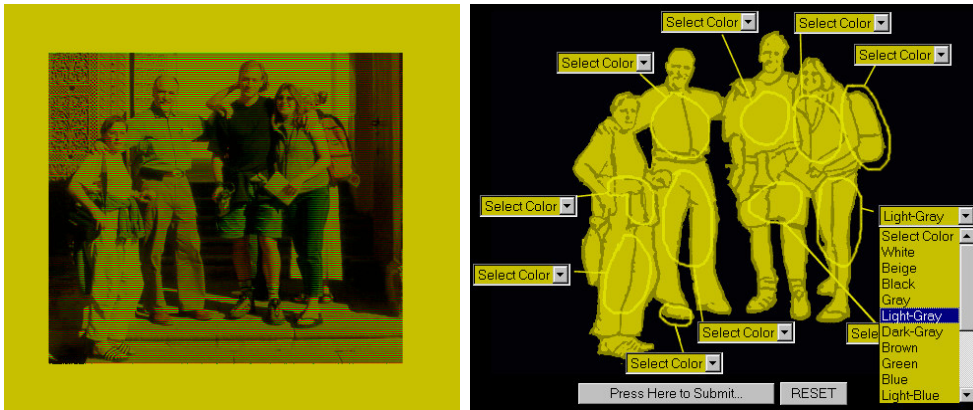 Select Color
Select Color
Select Color
Select Color
Select Color
Light-Gray
Select Color
White
Beige
Black
Gray
Light-Gray
Dark-Gray
Brown
Green
Blue
Light-Blue
Select Color
Select Color
Sele
Select Color
Press Here to Submit... RESET